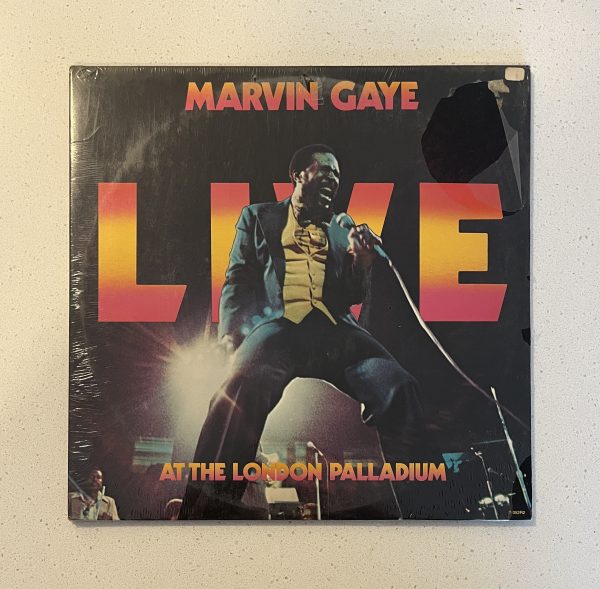 MARVIN GAYE
LIVE
AT THE LONDON PALLADIUM